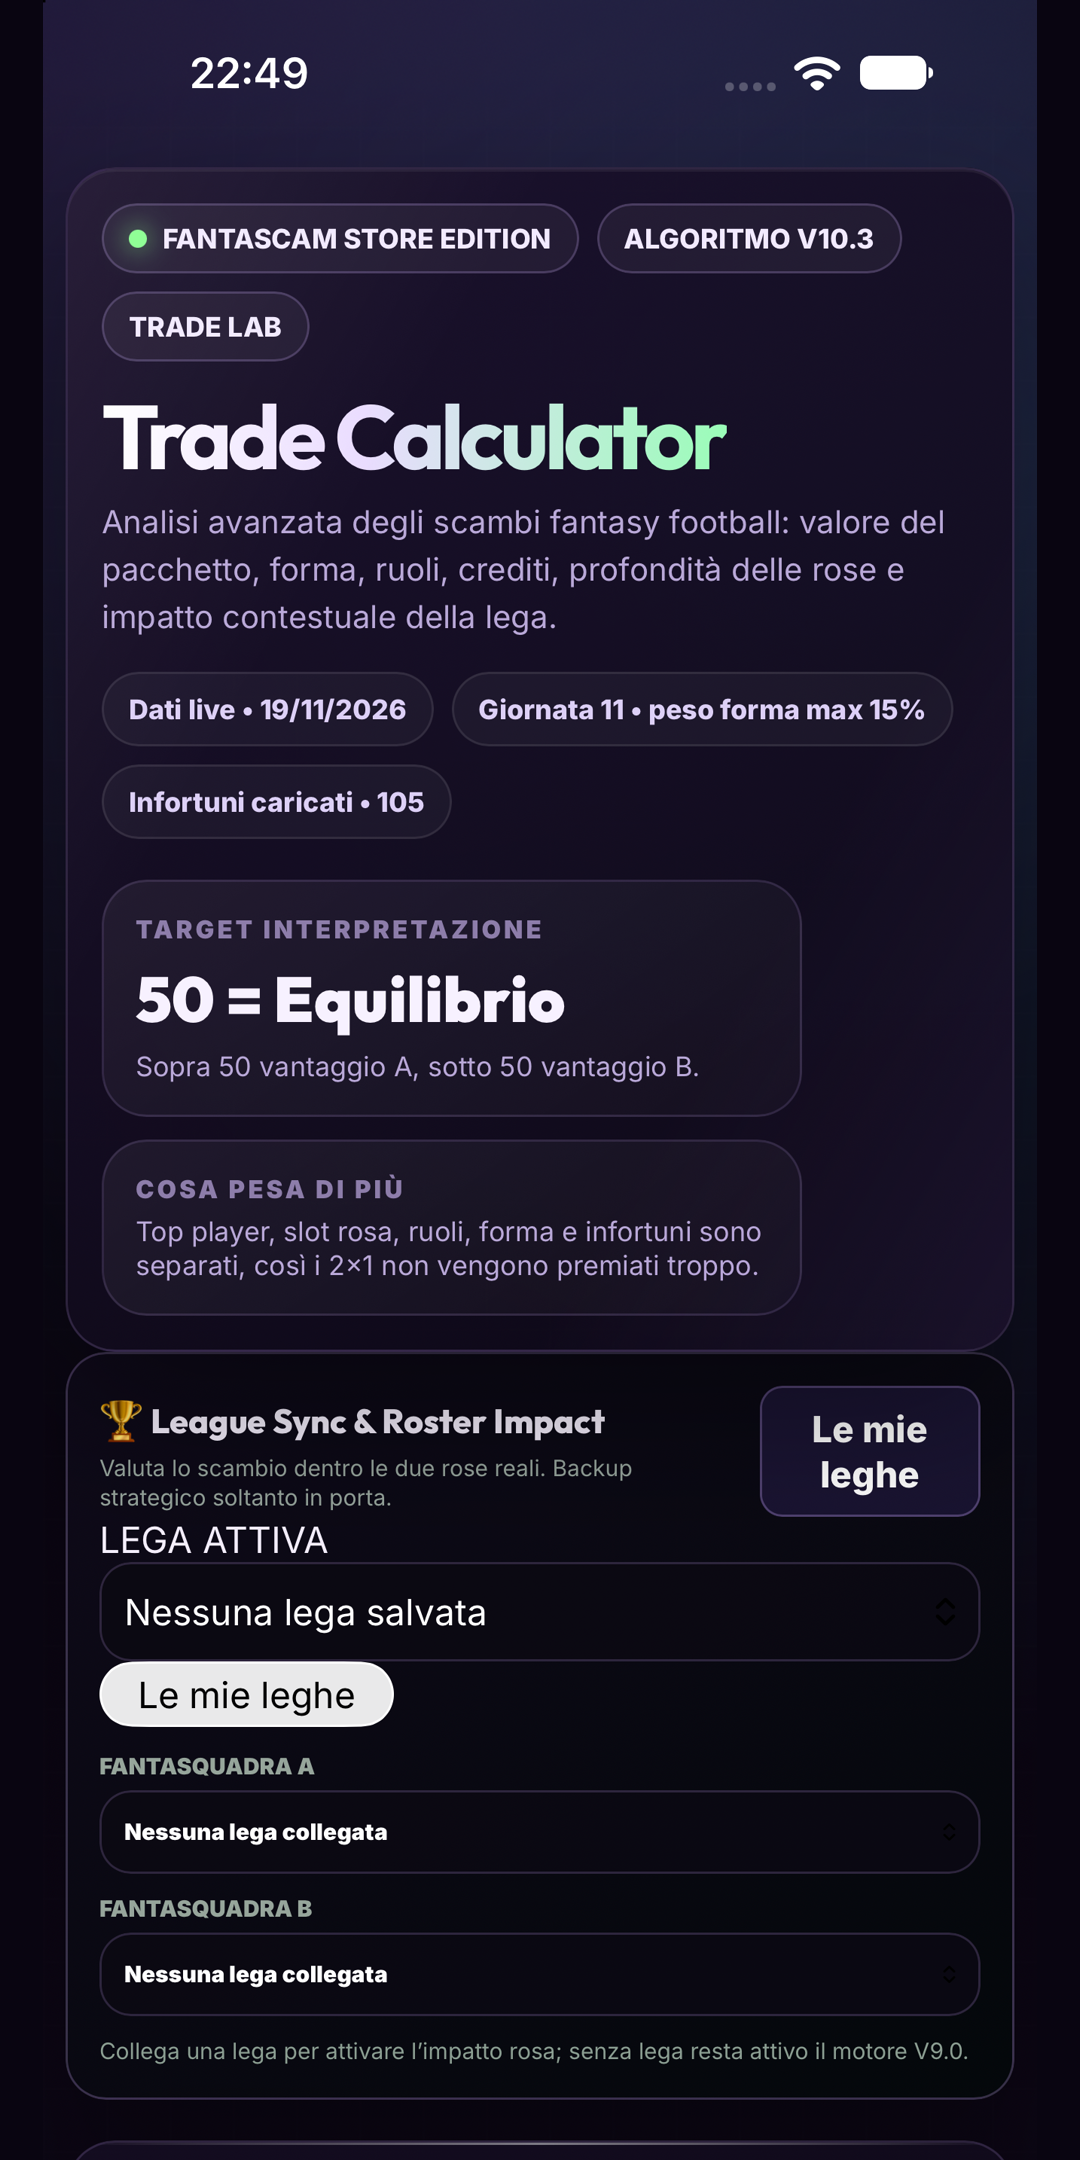 22:49
FANTASCAM STORE EDITION
ALGORITMO V10.3
TRADE LAB
Trade Calculator
Analisi avanzata degli scambi fantasy football: valore del
pacchetto, forma, ruoli, crediti, profondità delle rose e
impatto contestuale della lega.
Dati live • 19/11/2026
Giornata 11 • peso forma max 15%
Infortuni caricati • 105
TARGET INTERPRETAZIONE
50 = Equilibrio
Sopra 50 vantaggio A, sotto 50 vantaggio B.
COSA PESA DI PIÙ
Top player, slot rosa, ruoli, forma e infortuni sono
separati, così i 2×1 non vengono premiati troppo.
🏆 League Sync & Roster Impact
Valuta lo scambio dentro le due rose reali. Backup
strategico soltanto in porta.
Le mie
leghe
LEGA ATTIVA
Nessuna lega salvata
Le mie leghe
FANTASQUADRA A
Nessuna lega collegata
FANTASQUADRA B
Nessuna lega collegata
Collega una lega per attivare l’impatto rosa; senza lega resta attivo il motore V9.0.